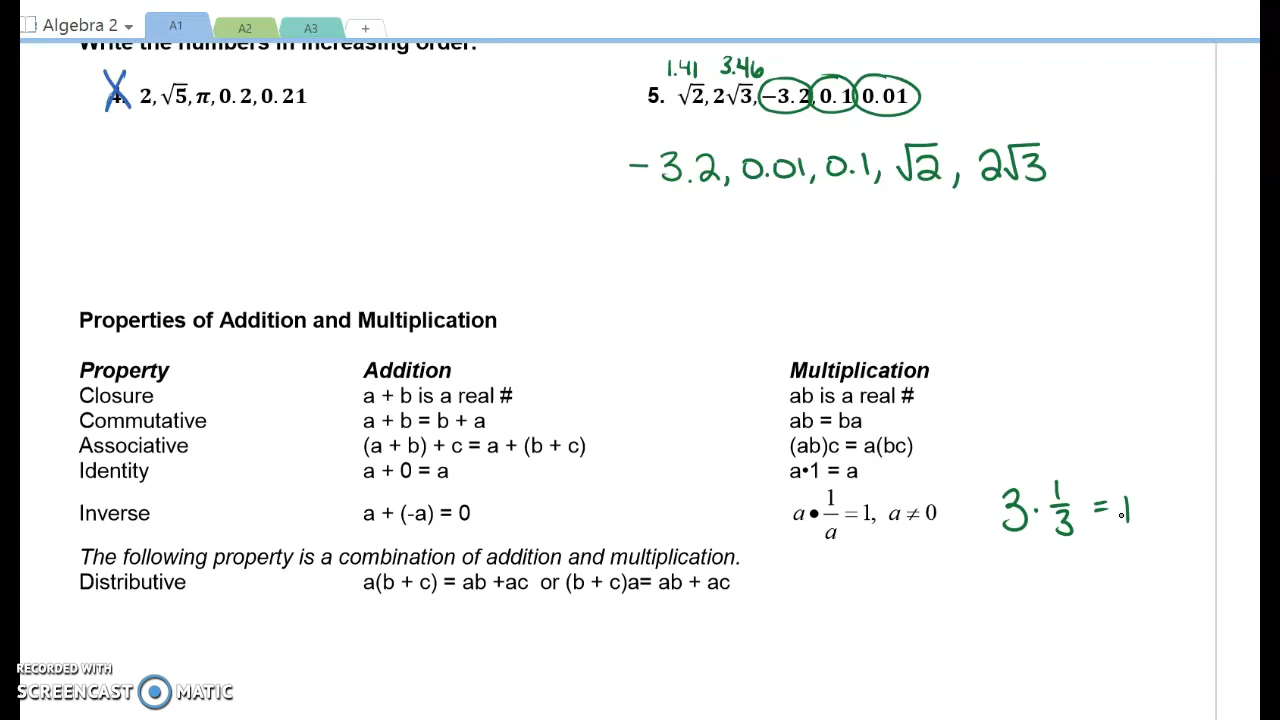 Algebra 2 A1 A2 A3 +
Write the numbers in increasing order.
4. 2, √5, π, 0.2, 0.21
1.41 3.46
5. √2, 2√3, −3.2, 0.1, 0.01
− 3.2, 0.01, 0.1, √2, 2√3
Properties of Addition and Multiplication
Property Addition Multiplication
Closure a + b is a real # ab is a real #
Commutative a + b = b + a ab = ba
Associative (a + b) + c = a + (b + c) (ab)c = a(bc)
Identity a + 0 = a a•1 = a
Inverse a + (-a) = 0 a • 1/a = 1, a ≠ 0 3 · 1/3 = 1
The following property is a combination of addition and multiplication.
Distributive a(b + c) = ab +ac or (b + c)a= ab + ac
RECORDED WITH
SCREENCAST MATIC